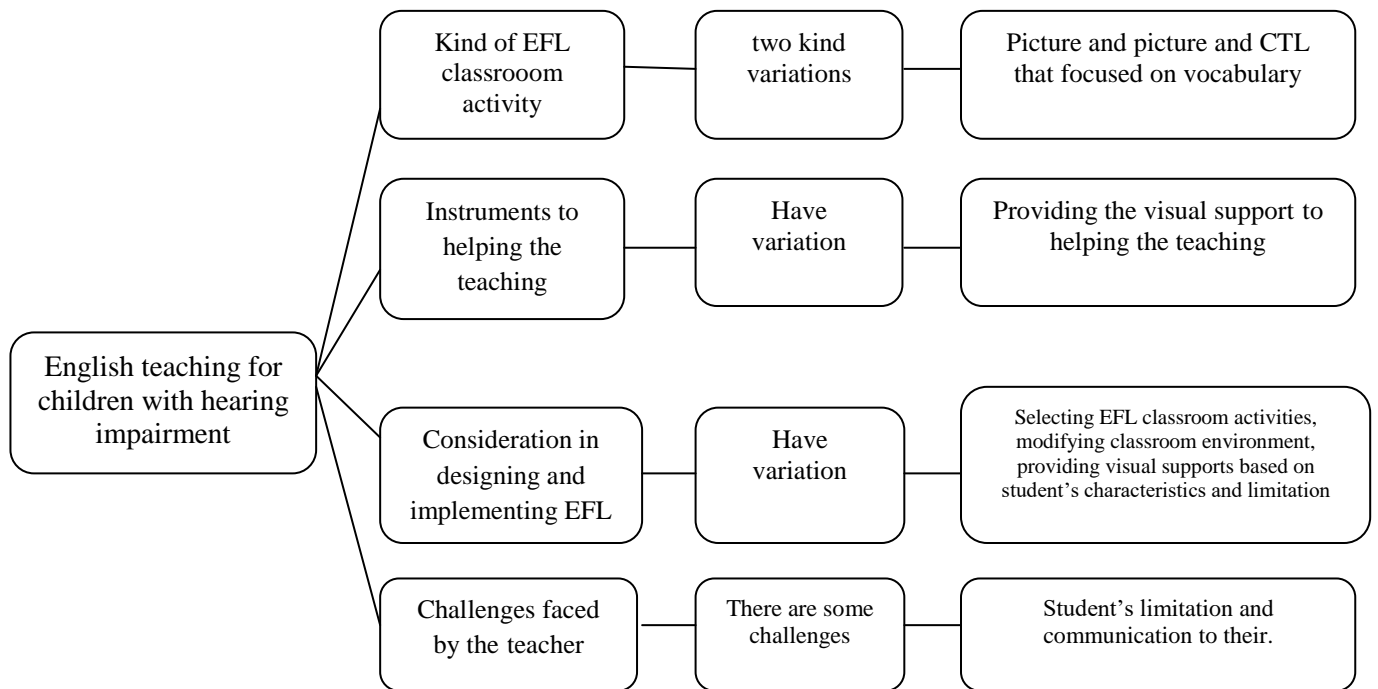 Kind of EFL
classrooom
activity
two kind
variations
Picture and picture and CTL
that focused on vocabulary
Instruments to
helping the
teaching
Have
variation
Providing the visual support to
helping the teaching
English teaching for
children with hearing
impairment
Consideration in
designing and
implementing EFL
Have
variation
Selecting EFL classroom activities,
modifying classroom environment,
providing visual supports based on
student’s characteristics and limitation
Challenges faced
by the teacher
There are some
challenges
Student’s limitation and
communication to their.